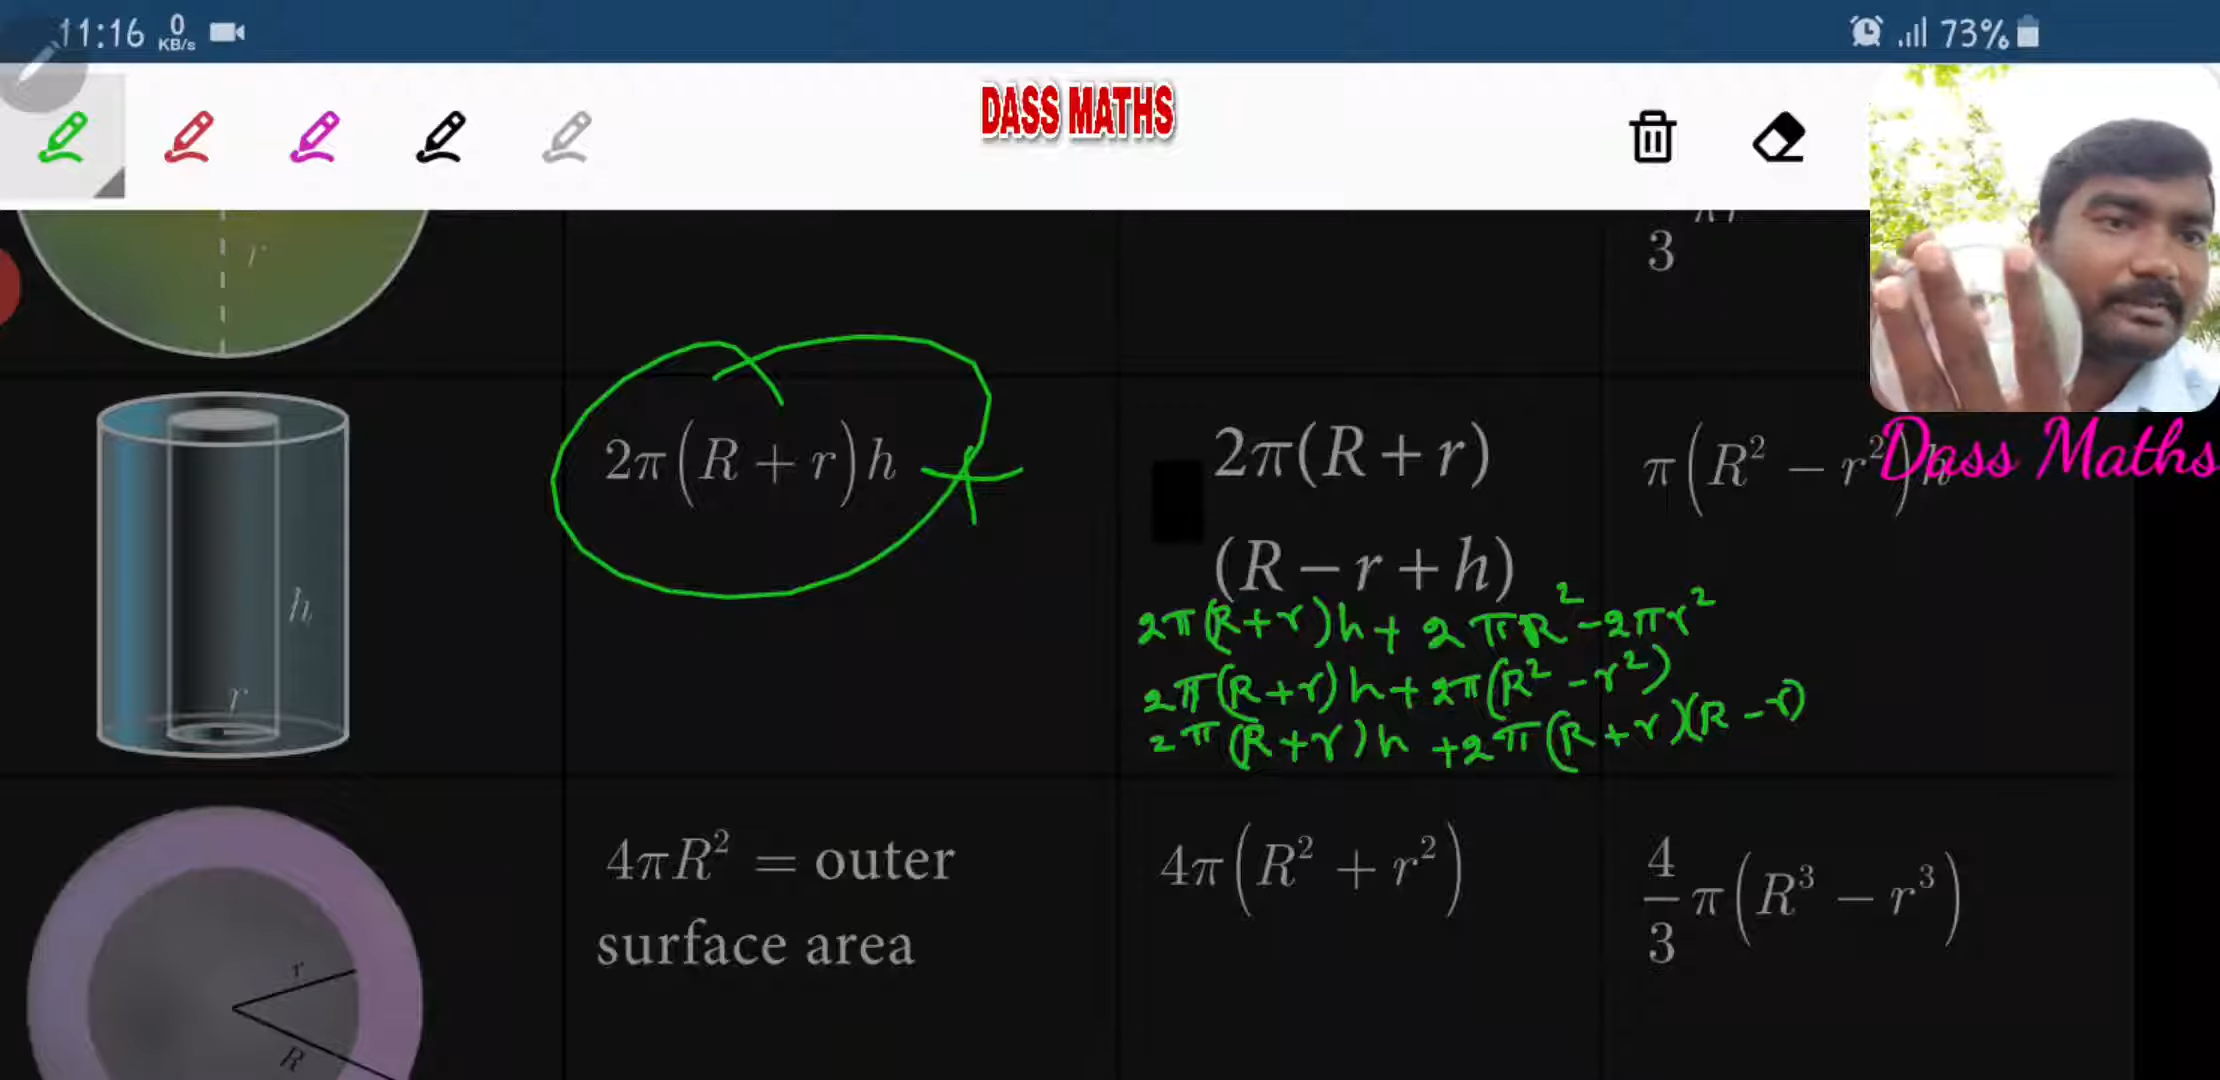 11:16 0 KB/s
73%
DASS MATHS
r
3
2π(R + r)h
2π(R + r)
π(R² − r²)h
Dass Maths
(R − r + h)
2π(R+r)h + 2πR² − 2πr²
h
2π(R+r)h + 2π(R² − r²)
r
2π(R+r)h + 2π(R+r)(R−r)
4πR² = outer
surface area
4π(R² + r²)
4/3 π(R³ − r³)
r
R